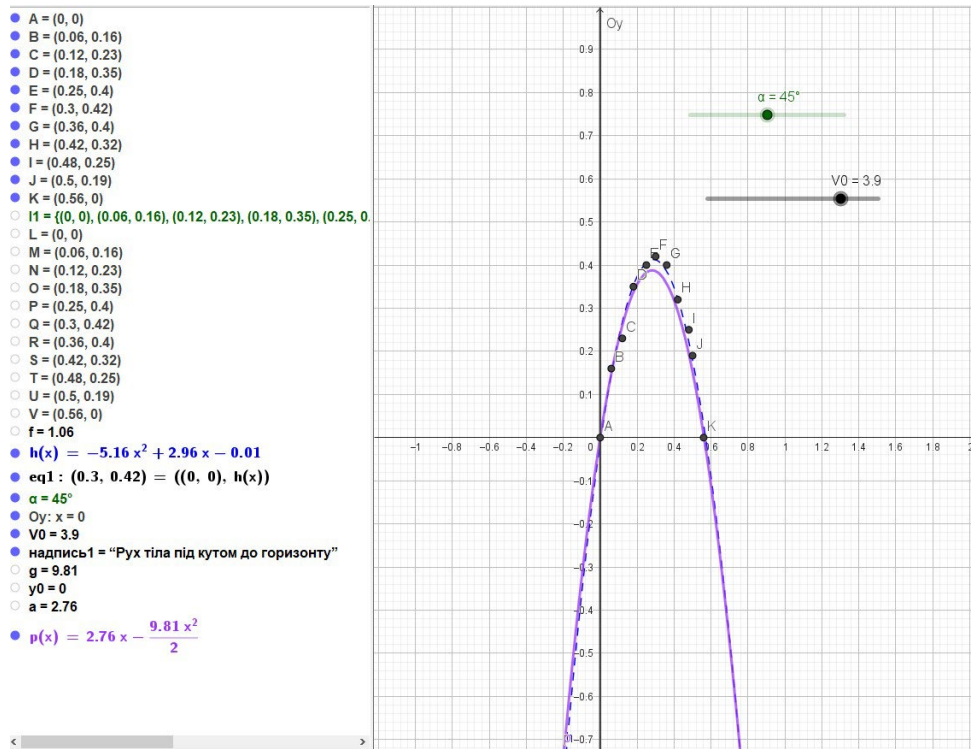 A = (0, 0)
B = (0.06, 0.16)
C = (0.12, 0.23)
D = (0.18, 0.35)
E = (0.25, 0.4)
F = (0.3, 0.42)
G = (0.36, 0.4)
H = (0.42, 0.32)
I = (0.48, 0.25)
J = (0.5, 0.19)
K = (0.56, 0)
l1 = {(0, 0), (0.06, 0.16), (0.12, 0.23), (0.18, 0.35), (0.25, 0.
L = (0, 0)
M = (0.06, 0.16)
N = (0.12, 0.23)
O = (0.18, 0.35)
P = (0.25, 0.4)
Q = (0.3, 0.42)
R = (0.36, 0.4)
S = (0.42, 0.32)
T = (0.48, 0.25)
U = (0.5, 0.19)
V = (0.56, 0)
f = 1.06
h(x) = −5.16 x² + 2.96 x − 0.01
eq1 : (0.3, 0.42) = ((0, 0), h(x))
α = 45°
Oy: x = 0
V0 = 3.9
надпись1 = “Рух тіла під кутом до горизонту”
g = 9.81
y0 = 0
a = 2.76
p(x) = 2.76 x − 9.81 x² / 2
Oy
0.9
0.8
α = 45°
0.7
0.6
V0 = 3.9
0.5
F
E G
0.4
D
H
0.3
I
C
J
0.2
B
0.1
A K
−1 −0.8 −0.6 −0.4 −0.2 0 0.2 0.4 0.6 0.8 1 1.2 1.4 1.6 1.8 2
−0.1
−0.2
−0.3
−0.4
−0.5
−0.6
−0.7